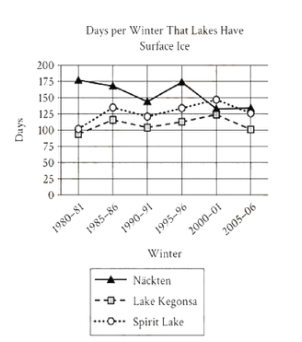 Days per Winter That Lakes Have
Surface Ice
200
175
150
125
100
75
50
25
0
Days
1980–81
1985–86
1990–91
1995–96
2000–01
2005–06
Winter
Näckten
Lake Kegonsa
Spirit Lake